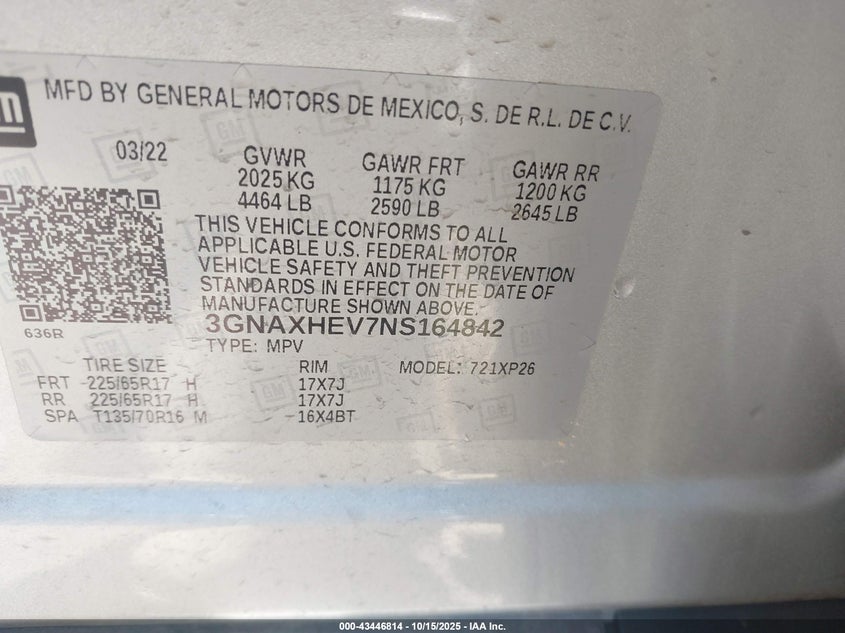 GM
MFD BY GENERAL MOTORS DE MEXICO, S. DE R.L. DE C.V.
03/22 GVWR GAWR FRT GAWR RR
2025 KG 1175 KG 1200 KG
4464 LB 2590 LB 2645 LB
THIS VEHICLE CONFORMS TO ALL
APPLICABLE U.S. FEDERAL MOTOR
VEHICLE SAFETY AND THEFT PREVENTION
STANDARDS IN EFFECT ON THE DATE OF
MANUFACTURE SHOWN ABOVE.
636R
3GNAXHEV7NS164842
TYPE: MPV
TIRE SIZE RIM MODEL: 721XP26
FRT 225/65R17 H 17X7J
RR 225/65R17 H 17X7J
SPA T135/70R16 M 16X4BT
000-43446814 - 10/15/2025 - IAA Inc.